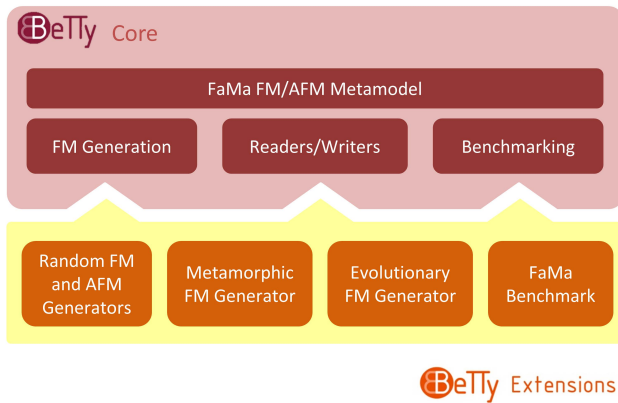 BeTTy Core
FaMa FM/AFM Metamodel
FM Generation
Readers/Writers
Benchmarking
Random FM
and AFM
Generators
Metamorphic
FM Generator
Evolutionary
FM Generator
FaMa
Benchmark
BeTTy Extensions